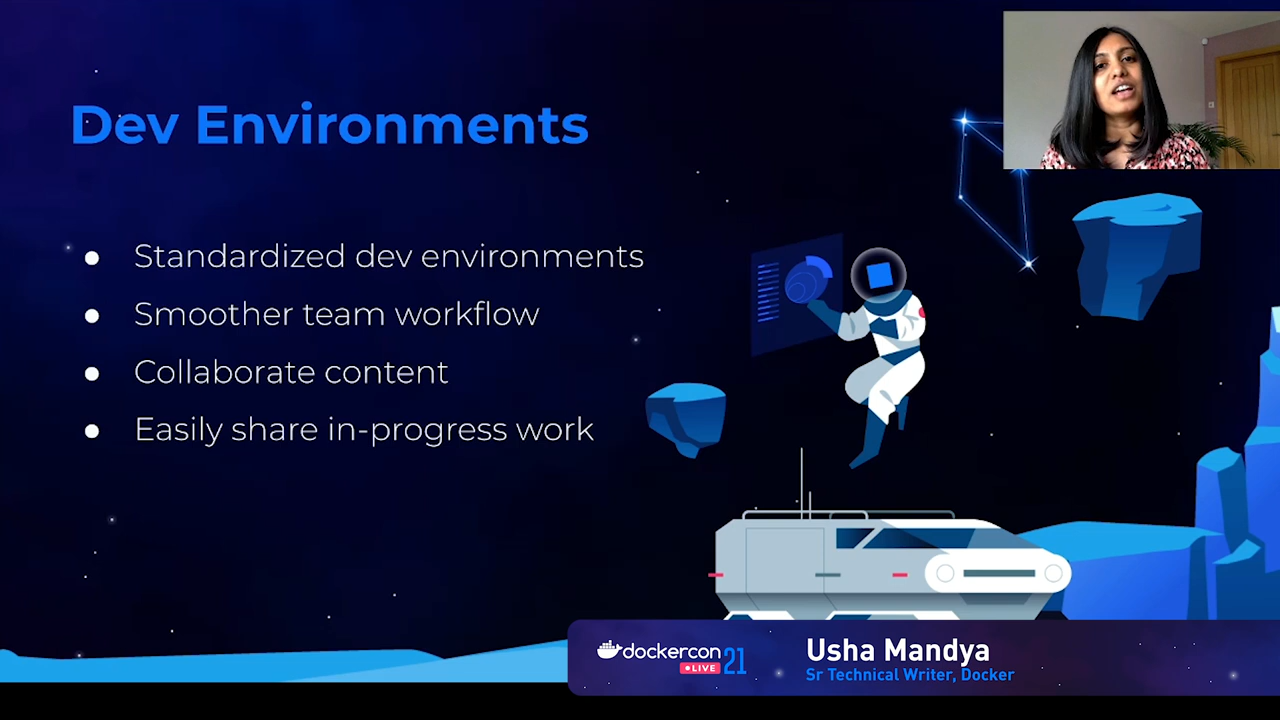 Dev Environments
● Standardized dev environments
● Smoother team workflow
● Collaborate content
● Easily share in-progress work
dockercon
LIVE 21
Usha Mandya
Sr Technical Writer, Docker